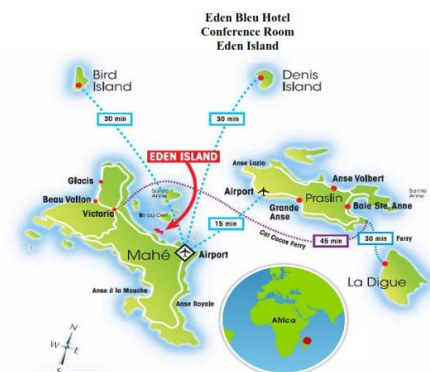 Eden Bleu Hotel
Conference Room
Eden Island
Bird
Island
Denis
Island
30 min
30 min
EDEN ISLAND
Anse Lazio
Anse Volbert
Glacis
Airport
Praslin
Sainte
Anne
Beau Vallon
Grande
Anse
Baie Ste. Anne
Victoria
15 min
Cat Cocos Ferry
45 min
30 min
Ferry
Mahé
Airport
La Digue
Anse à la Mouche
Anse Royale
Africa
N
S